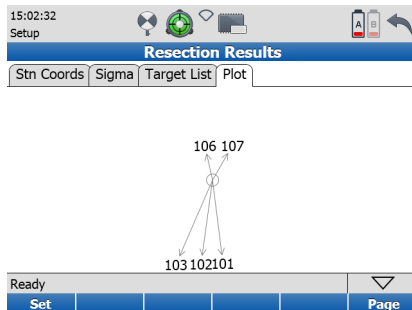 15:02:32
Setup
A B
Resection Results
Stn Coords Sigma Target List Plot
106 107
103 102 101
Ready
Set Page